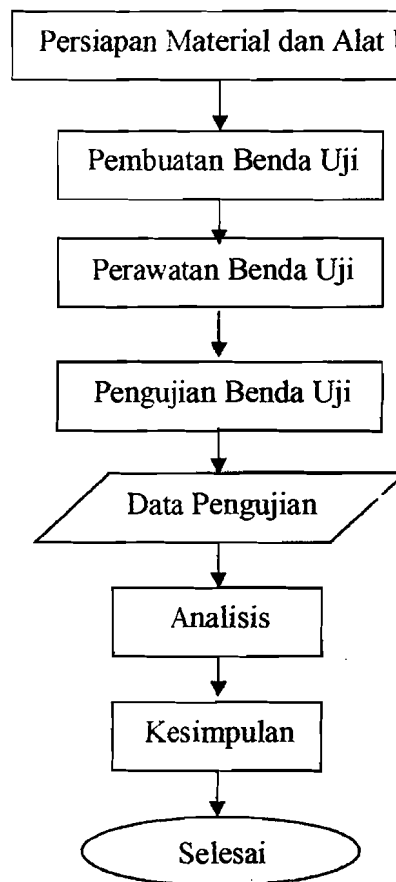 Persiapan Material dan Alat
Pembuatan Benda Uji
Perawatan Benda Uji
Pengujian Benda Uji
Data Pengujian
Analisis
Kesimpulan
Selesai